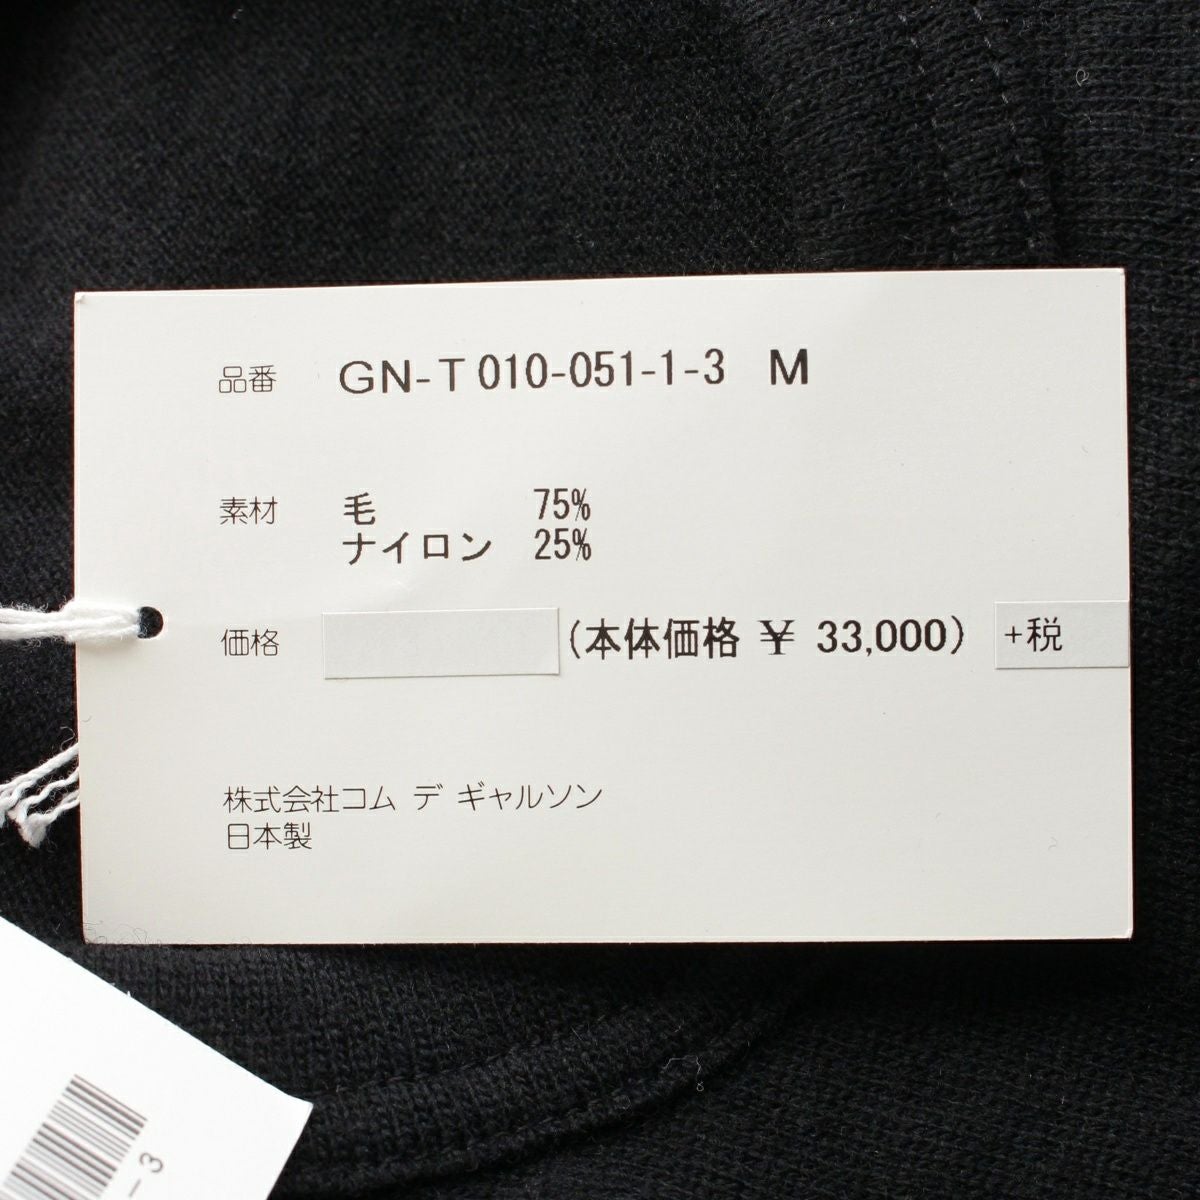 品番 GN-T010-051-1-3 M
素材 毛 75%
ナイロン 25%
価格 (本体価格 ¥ 33,000) +税
株式会社コム デ ギャルソン
日本製
-3